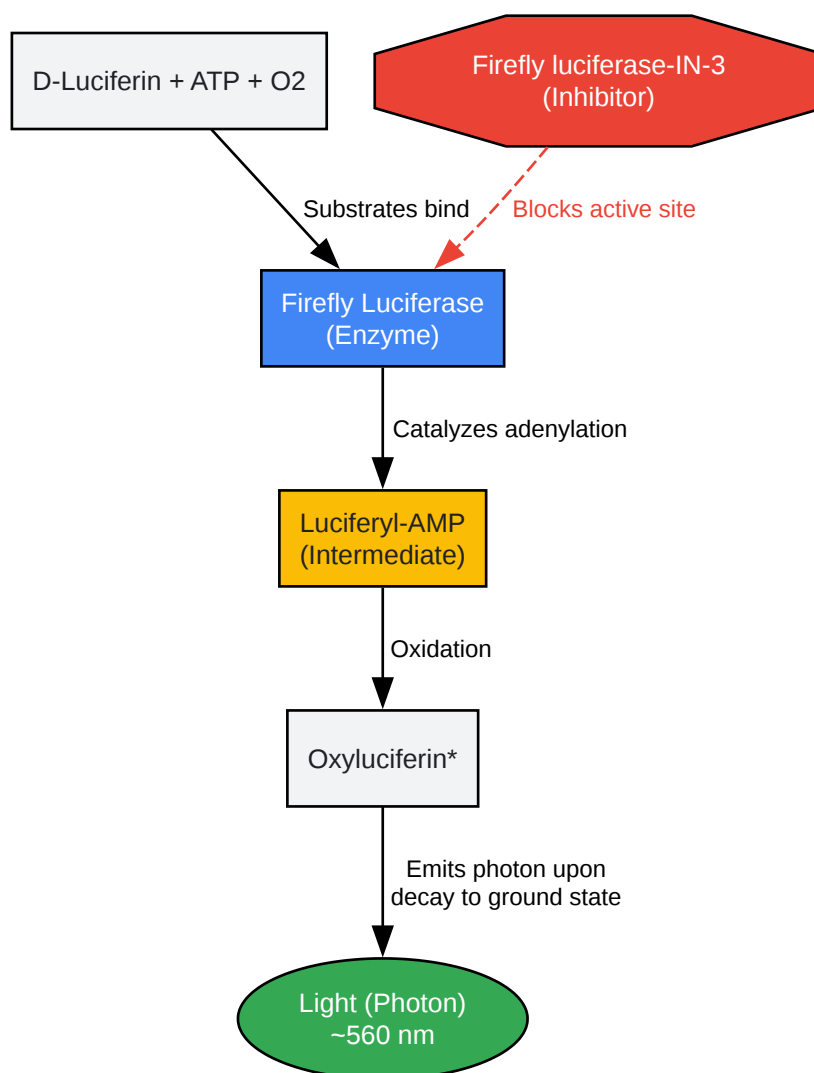 D-Luciferin + ATP + O2
Firefly luciferase-IN-3
(Inhibitor)
Substrates bind
Blocks active site
Firefly Luciferase
(Enzyme)
Catalyzes adenylation
Luciferyl-AMP
(Intermediate)
Oxidation
Oxyluciferin*
Emits photon upon
decay to ground state
Light (Photon)
~560 nm